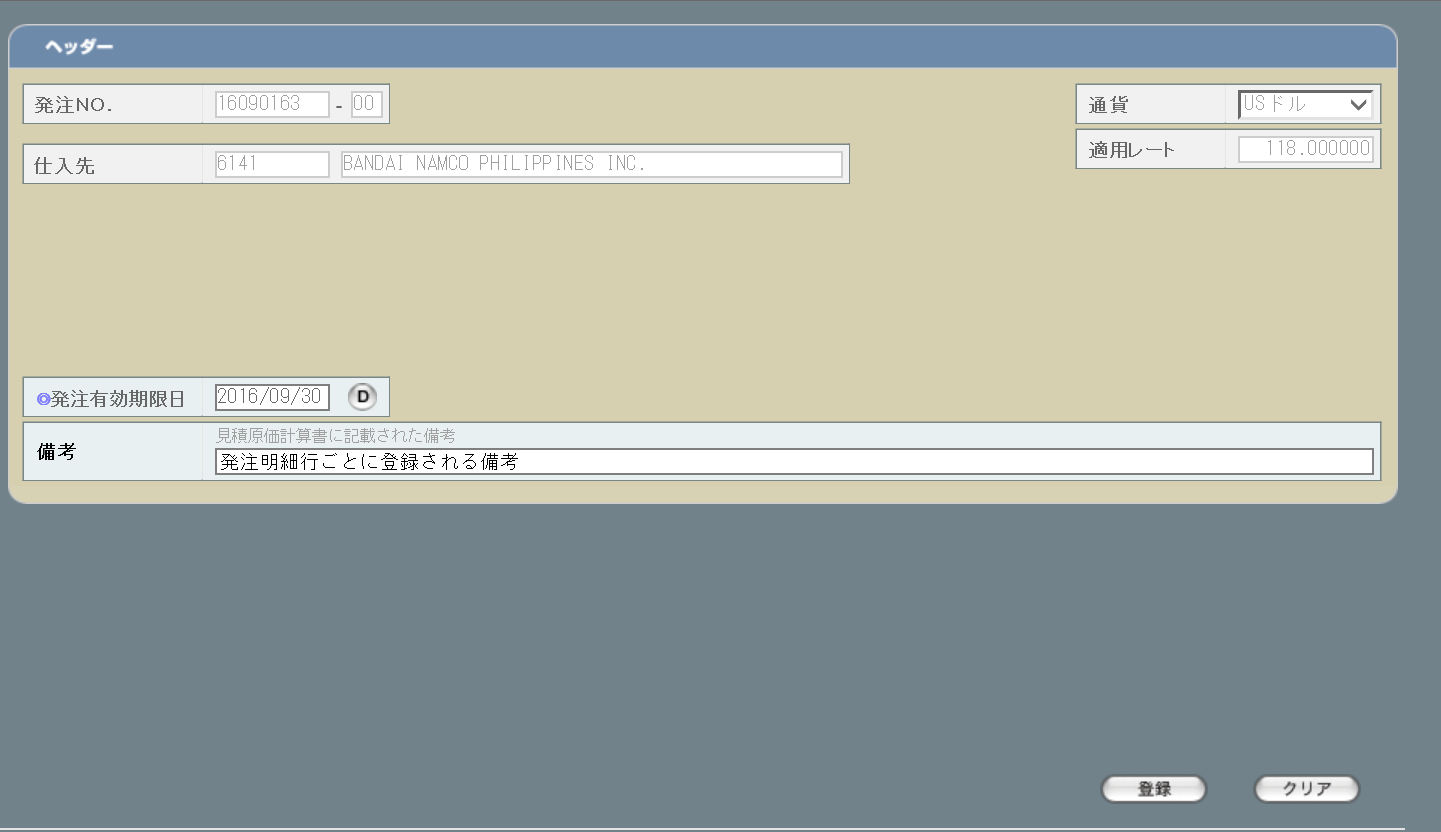 ヘッダー
発注NO. 16090163 - 00
通貨 USドル
仕入先 6141 BANDAI NAMCO PHILIPPINES INC.
適用レート 118.000000
◎発注有効期限日 2016/09/30 D
備考
見積原価計算書に記載された備考
発注明細行ごとに登録される備考
登録 クリア